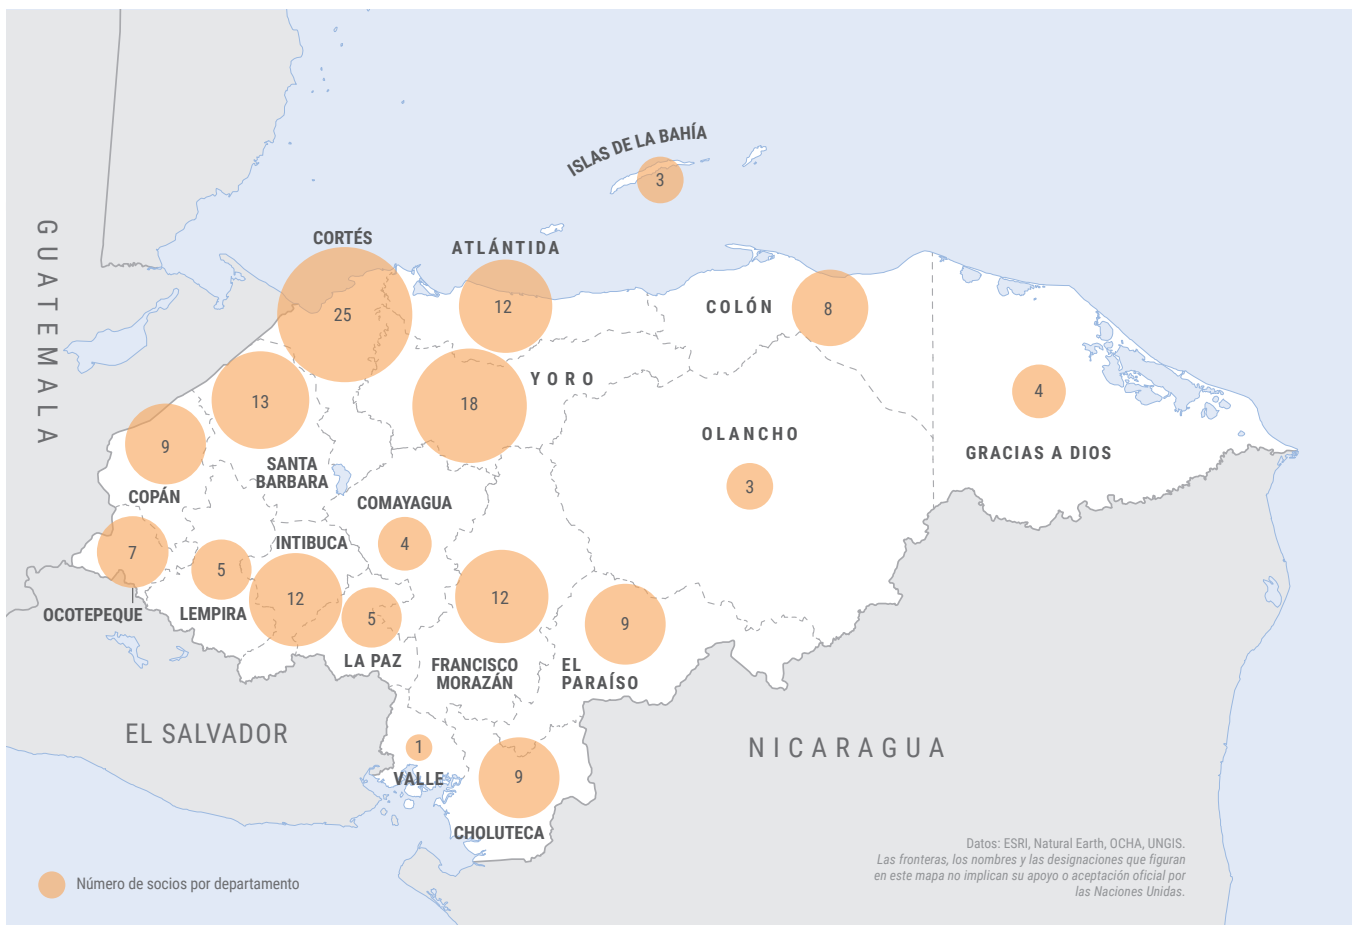 ISLAS DE LA BAHÍA
3
GUATEMALA
CORTÉS
25
ATLÁNTIDA
12
COLÓN
8
YORO
18
13
SANTA
BARBARA
4
GRACIAS A DIOS
OLANCHO
3
9
COPÁN
COMAYAGUA
4
7
OCOTEPEQUE
5
LEMPIRA
INTIBUCA
12
5
LA PAZ
12
FRANCISCO
MORAZÁN
9
EL
PARAÍSO
EL SALVADOR
NICARAGUA
1
VALLE
9
CHOLUTECA
Número de socios por departamento
Datos: ESRI, Natural Earth, OCHA, UNGIS.
Las fronteras, los nombres y las designaciones que figuran
en este mapa no implican su apoyo o aceptación oficial por
las Naciones Unidas.